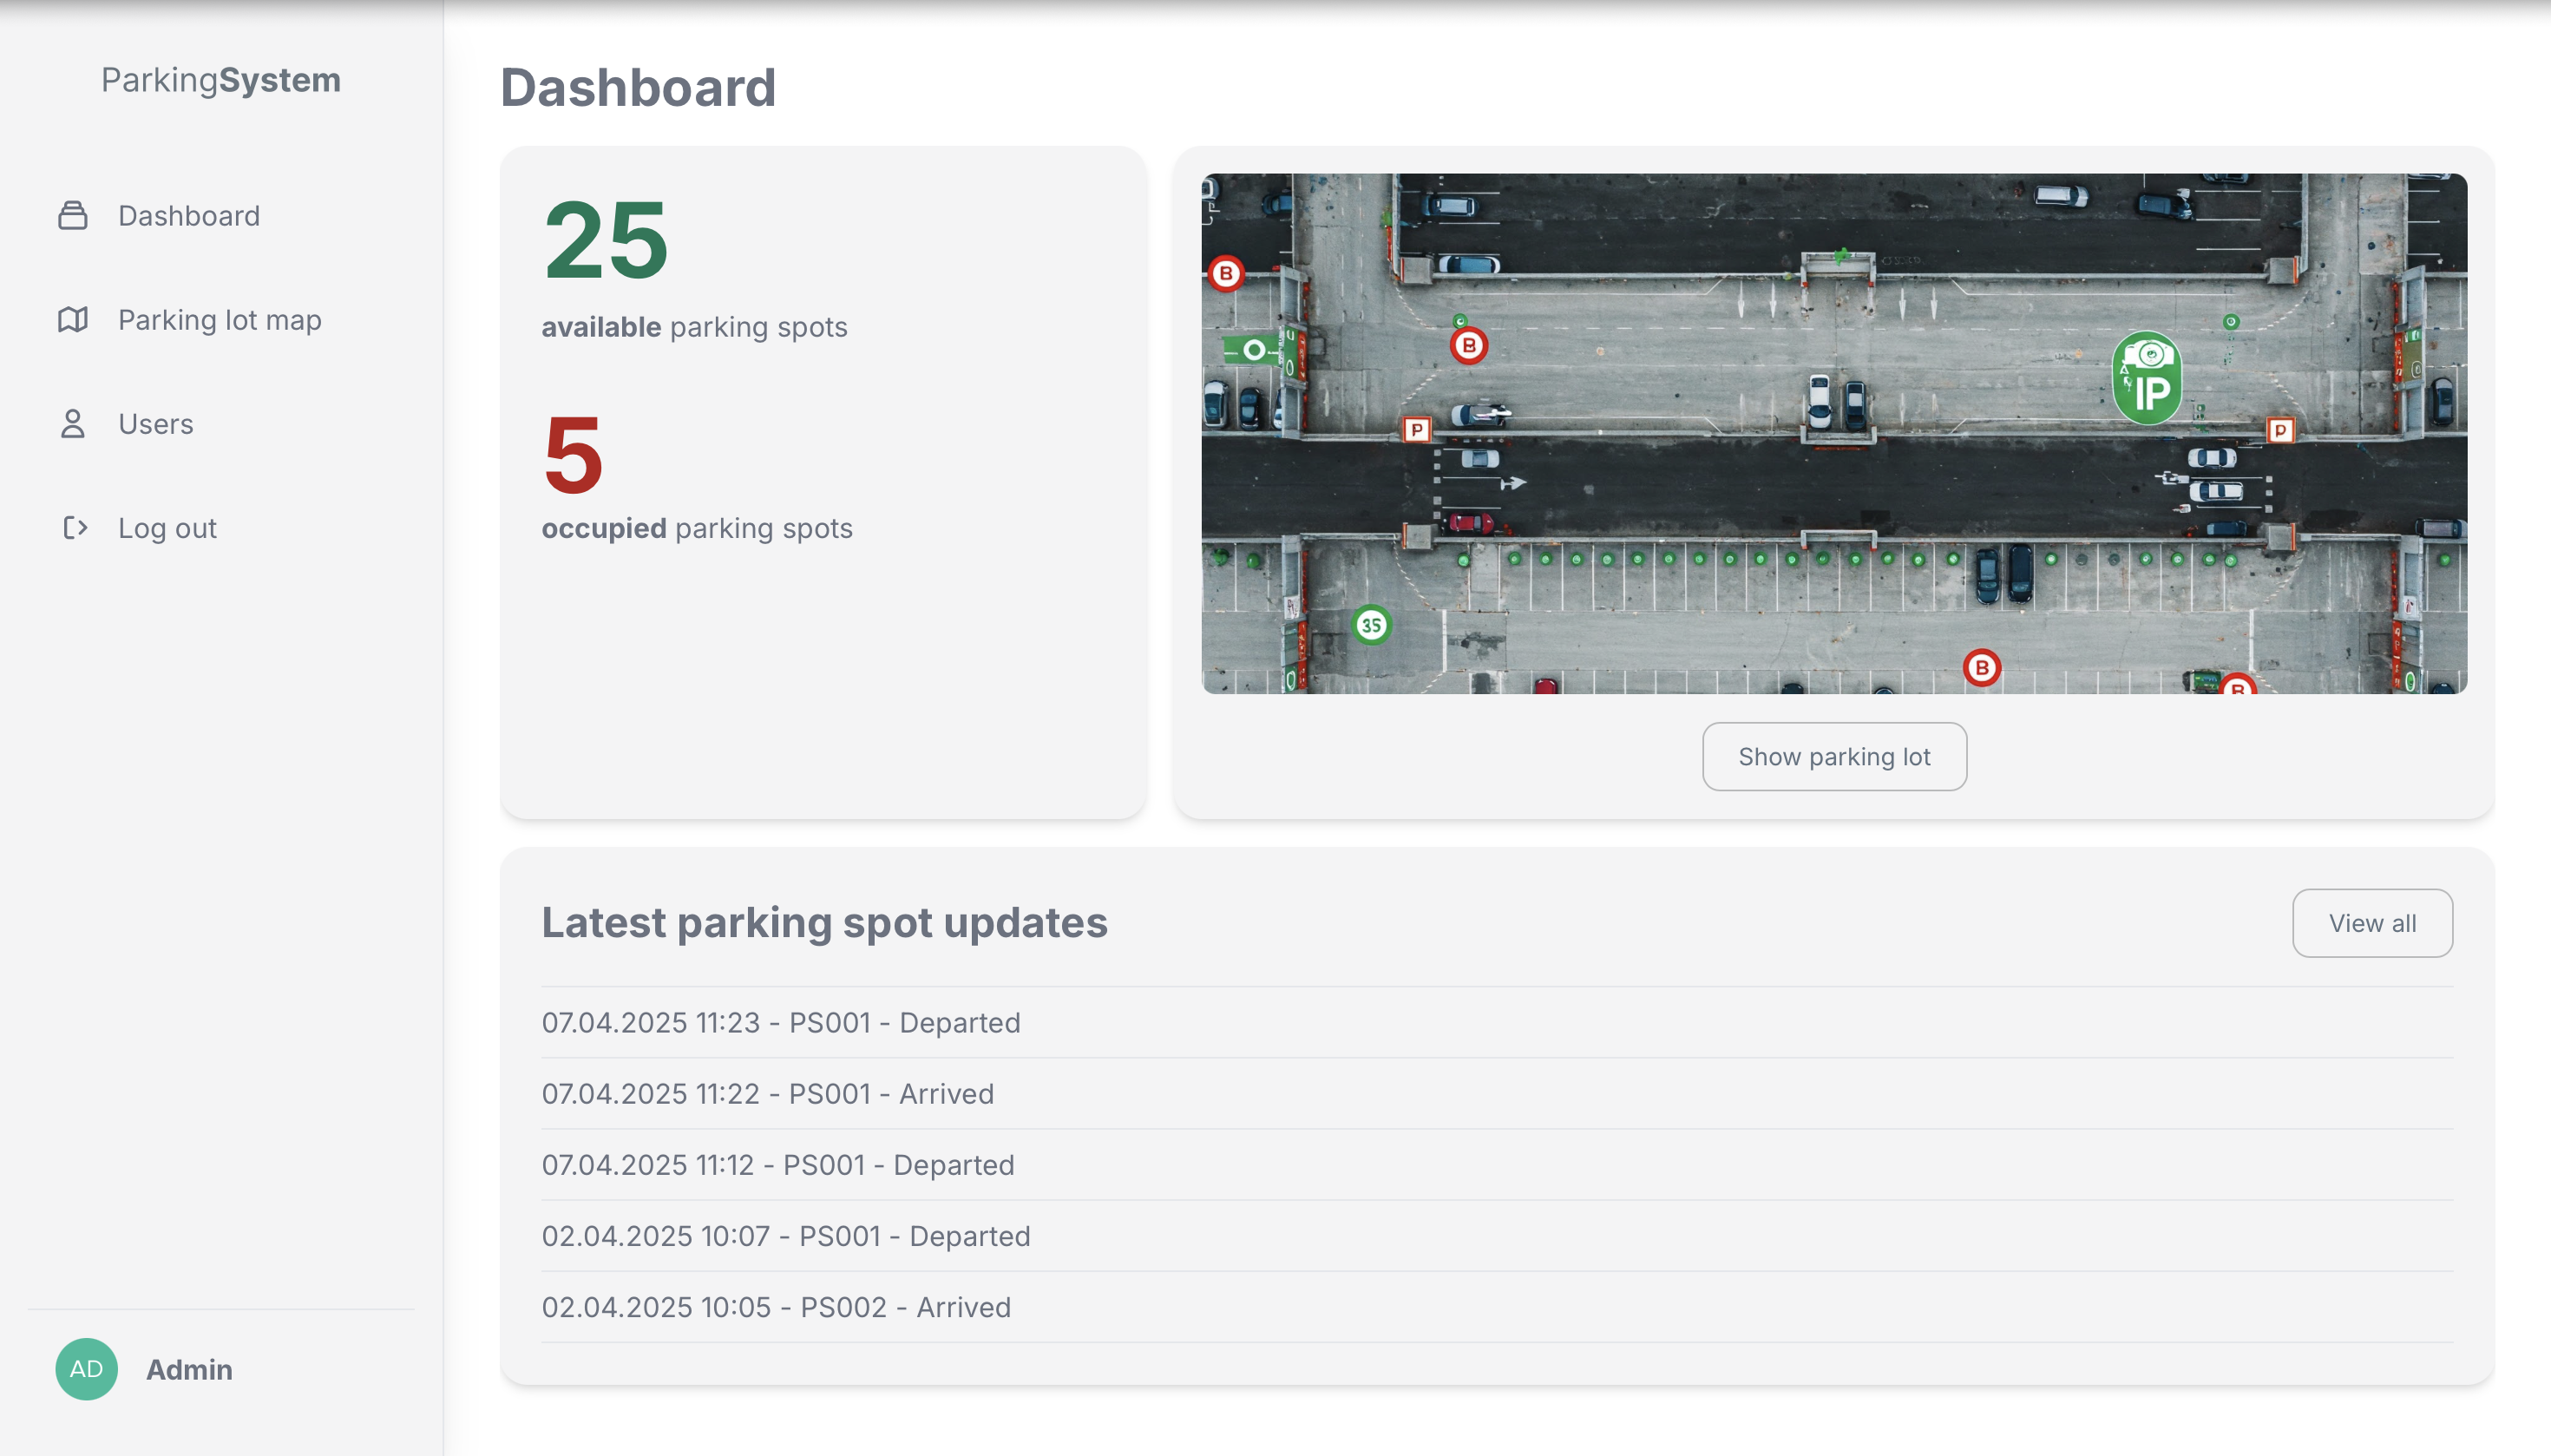 ParkingSystem
Dashboard
Parking lot map
Users
Log out
AD
Admin
Dashboard
25
available parking spots
5
occupied parking spots
B
B
IP
P
P
35
B
B
Show parking lot
Latest parking spot updates
View all
07.04.2025 11:23 - PS001 - Departed
07.04.2025 11:22 - PS001 - Arrived
07.04.2025 11:12 - PS001 - Departed
02.04.2025 10:07 - PS001 - Departed
02.04.2025 10:05 - PS002 - Arrived